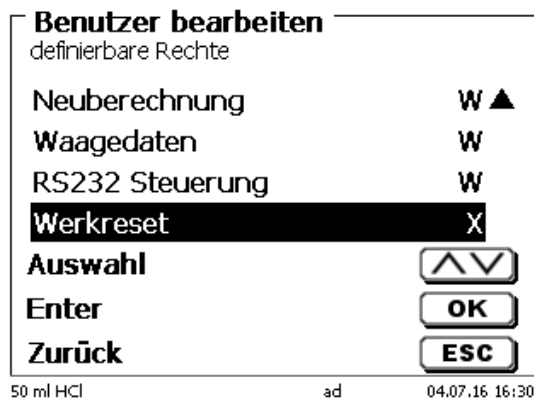 Benutzer bearbeiten
definierbare Rechte
Neuberechnung W ▲
Waagedaten W
RS232 Steuerung W
Werkreset X
Auswahl
Enter OK
Zurück ESC
50 ml HCl ad 04.07.16 16:30